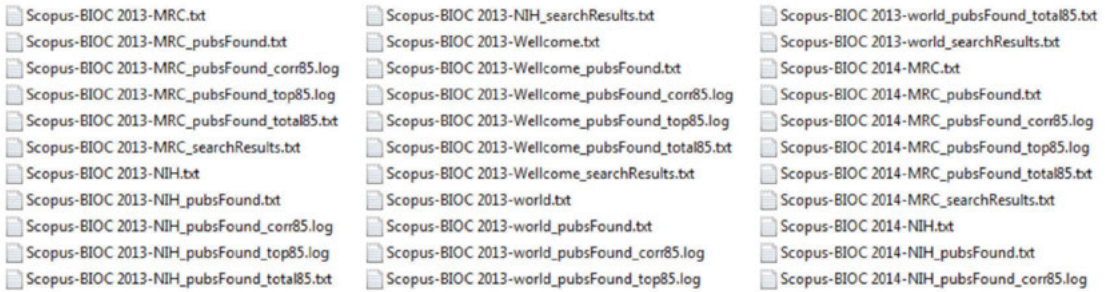 Scopus-BIOC 2013-MRC.txt
Scopus-BIOC 2013-MRC_pubsFound.txt
Scopus-BIOC 2013-MRC_pubsFound_corr85.log
Scopus-BIOC 2013-MRC_pubsFound_top85.log
Scopus-BIOC 2013-MRC_pubsFound_total85.txt
Scopus-BIOC 2013-MRC_searchResults.txt
Scopus-BIOC 2013-NIH.txt
Scopus-BIOC 2013-NIH_pubsFound.txt
Scopus-BIOC 2013-NIH_pubsFound_corr85.log
Scopus-BIOC 2013-NIH_pubsFound_top85.log
Scopus-BIOC 2013-NIH_pubsFound_total85.txt
Scopus-BIOC 2013-NIH_searchResults.txt
Scopus-BIOC 2013-Wellcome.txt
Scopus-BIOC 2013-Wellcome_pubsFound.txt
Scopus-BIOC 2013-Wellcome_pubsFound_corr85.log
Scopus-BIOC 2013-Wellcome_pubsFound_top85.log
Scopus-BIOC 2013-Wellcome_pubsFound_total85.txt
Scopus-BIOC 2013-Wellcome_searchResults.txt
Scopus-BIOC 2013-world.txt
Scopus-BIOC 2013-world_pubsFound.txt
Scopus-BIOC 2013-world_pubsFound_corr85.log
Scopus-BIOC 2013-world_pubsFound_top85.log
Scopus-BIOC 2013-world_pubsFound_total85.txt
Scopus-BIOC 2013-world_searchResults.txt
Scopus-BIOC 2014-MRC.txt
Scopus-BIOC 2014-MRC_pubsFound.txt
Scopus-BIOC 2014-MRC_pubsFound_corr85.log
Scopus-BIOC 2014-MRC_pubsFound_top85.log
Scopus-BIOC 2014-MRC_pubsFound_total85.txt
Scopus-BIOC 2014-MRC_searchResults.txt
Scopus-BIOC 2014-NIH.txt
Scopus-BIOC 2014-NIH_pubsFound.txt
Scopus-BIOC 2014-NIH_pubsFound_corr85.log